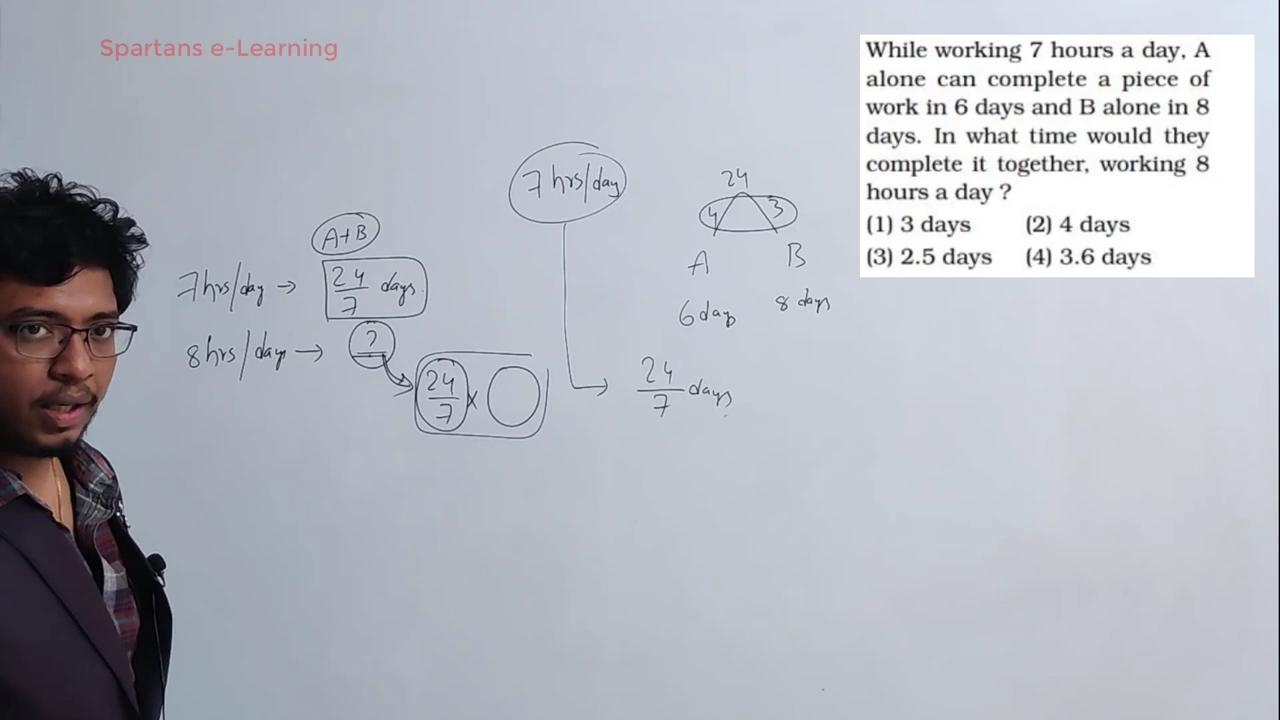 Spartans e-Learning
While working 7 hours a day, A
alone can complete a piece of
work in 6 days and B alone in 8
days. In what time would they
complete it together, working 8
hours a day ?
(1) 3 days (2) 4 days
(3) 2.5 days (4) 3.6 days
7 hrs/day
24
4 3
A B
6 day 8 days
24/7 days
A+B
7hrs/day → 24/7 days
8hrs/day → ?
24/7 ×